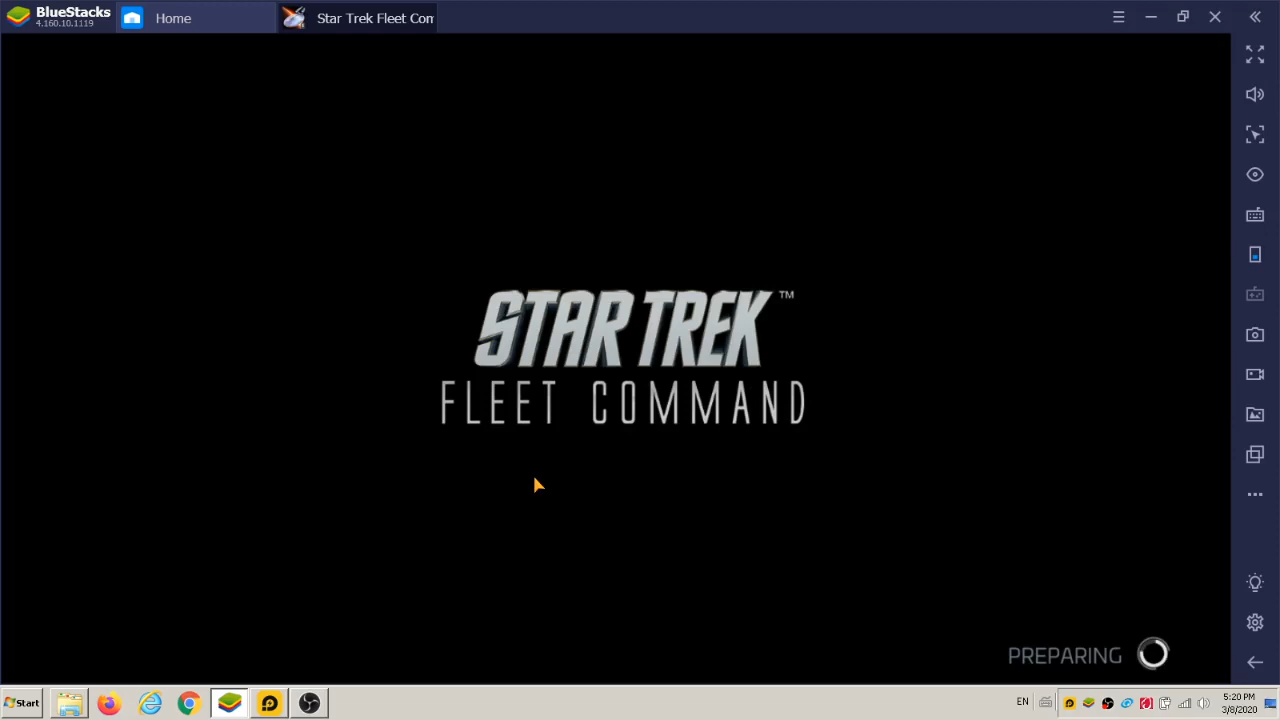 BlueStacks
4.160.10.1119
Home
Star Trek Fleet Com
STAR TREK™
FLEET COMMAND
PREPARING
Start
EN
5:20 PM
3/8/2020